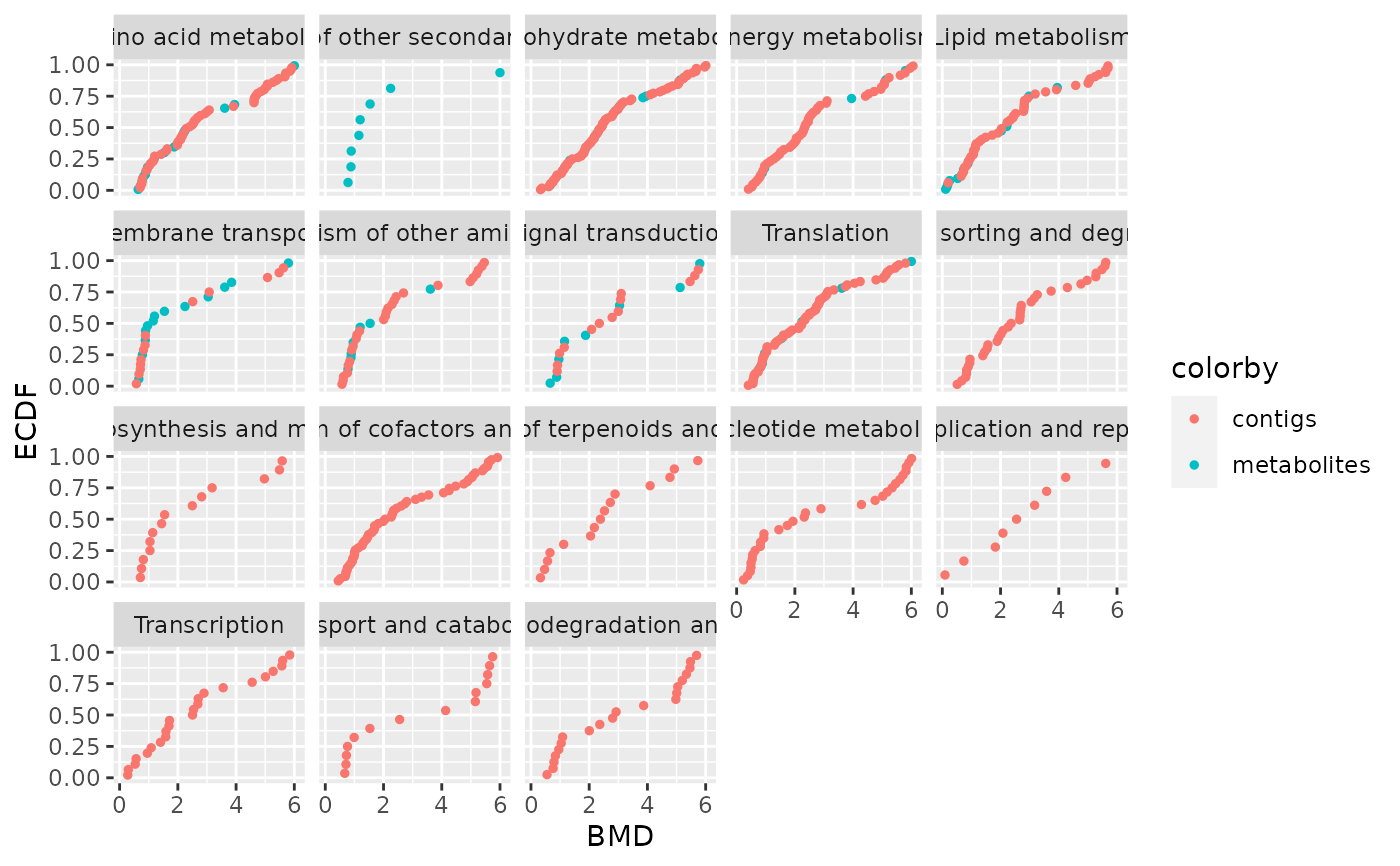 ino acid metabol of other secondar ohydrate metabo nergy metabolism Lipid metabolism
1.00
0.75
0.50
0.25
0.00
embrane transpo ism of other ami ignal transductio Translation sorting and degr
1.00
0.75
0.50
0.25
0.00
osynthesis and m n of cofactors an of terpenoids and cleotide metabol plication and rep
1.00
0.75
0.50
0.25
0.00
0 2 4 6 0 2 4 6
Transcription sport and catabo odegradation an
1.00
0.75
0.50
0.25
0.00
0 2 4 6 0 2 4 6 0 2 4 6
BMD
ECDF
colorby
contigs
metabolites